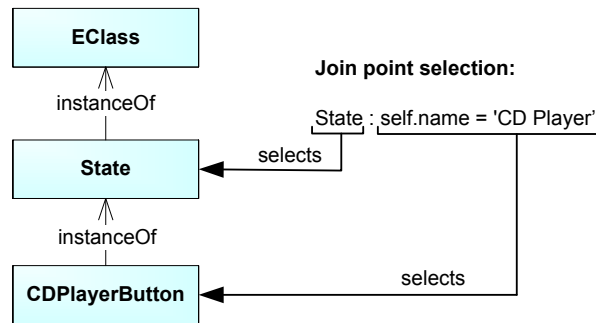 EClass
instanceOf
Join point selection:
State : self.name = 'CD Player'
selects
State
instanceOf
selects
CDPlayerButton